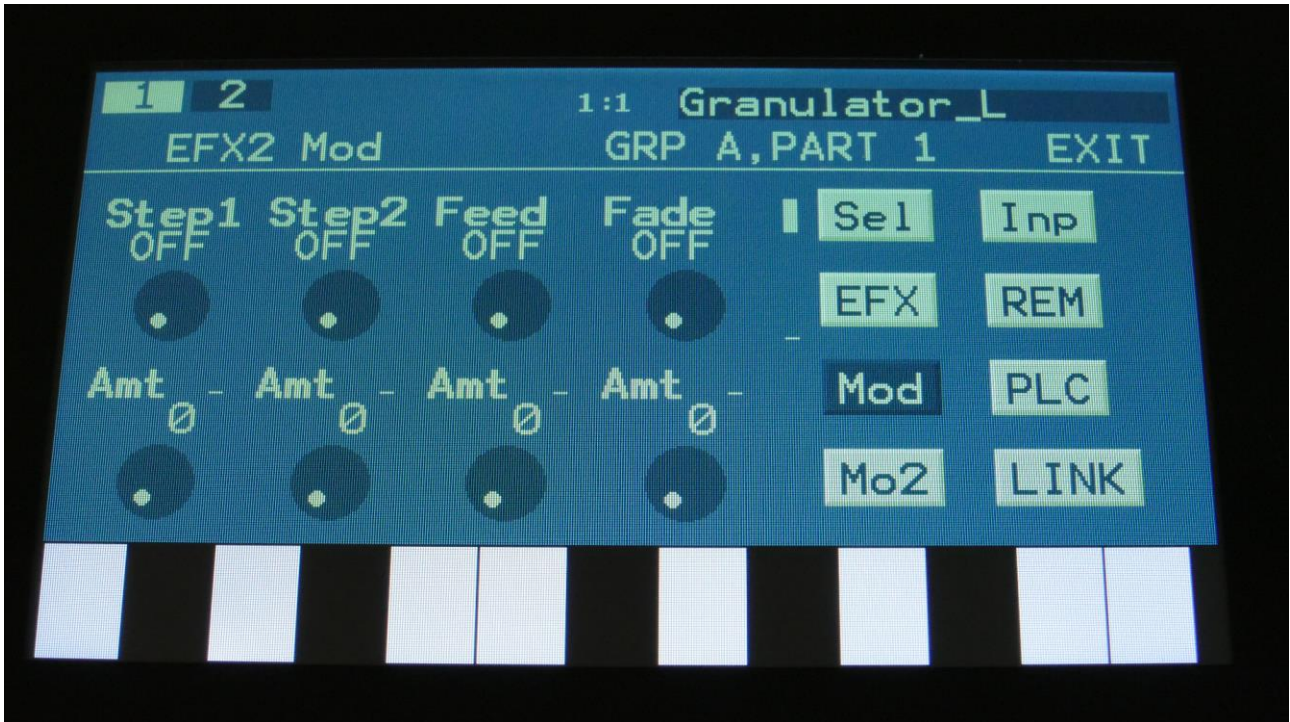 1 2 1:1 Granulator_L
EFX2 Mod GRP A,PART 1 EXIT
Step1 Step2 Feed Fade Sel Inp
OFF OFF OFF OFF
EFX REM
Amt - Amt - Amt - Amt - Mod PLC
0 0 0 0
Mo2 LINK